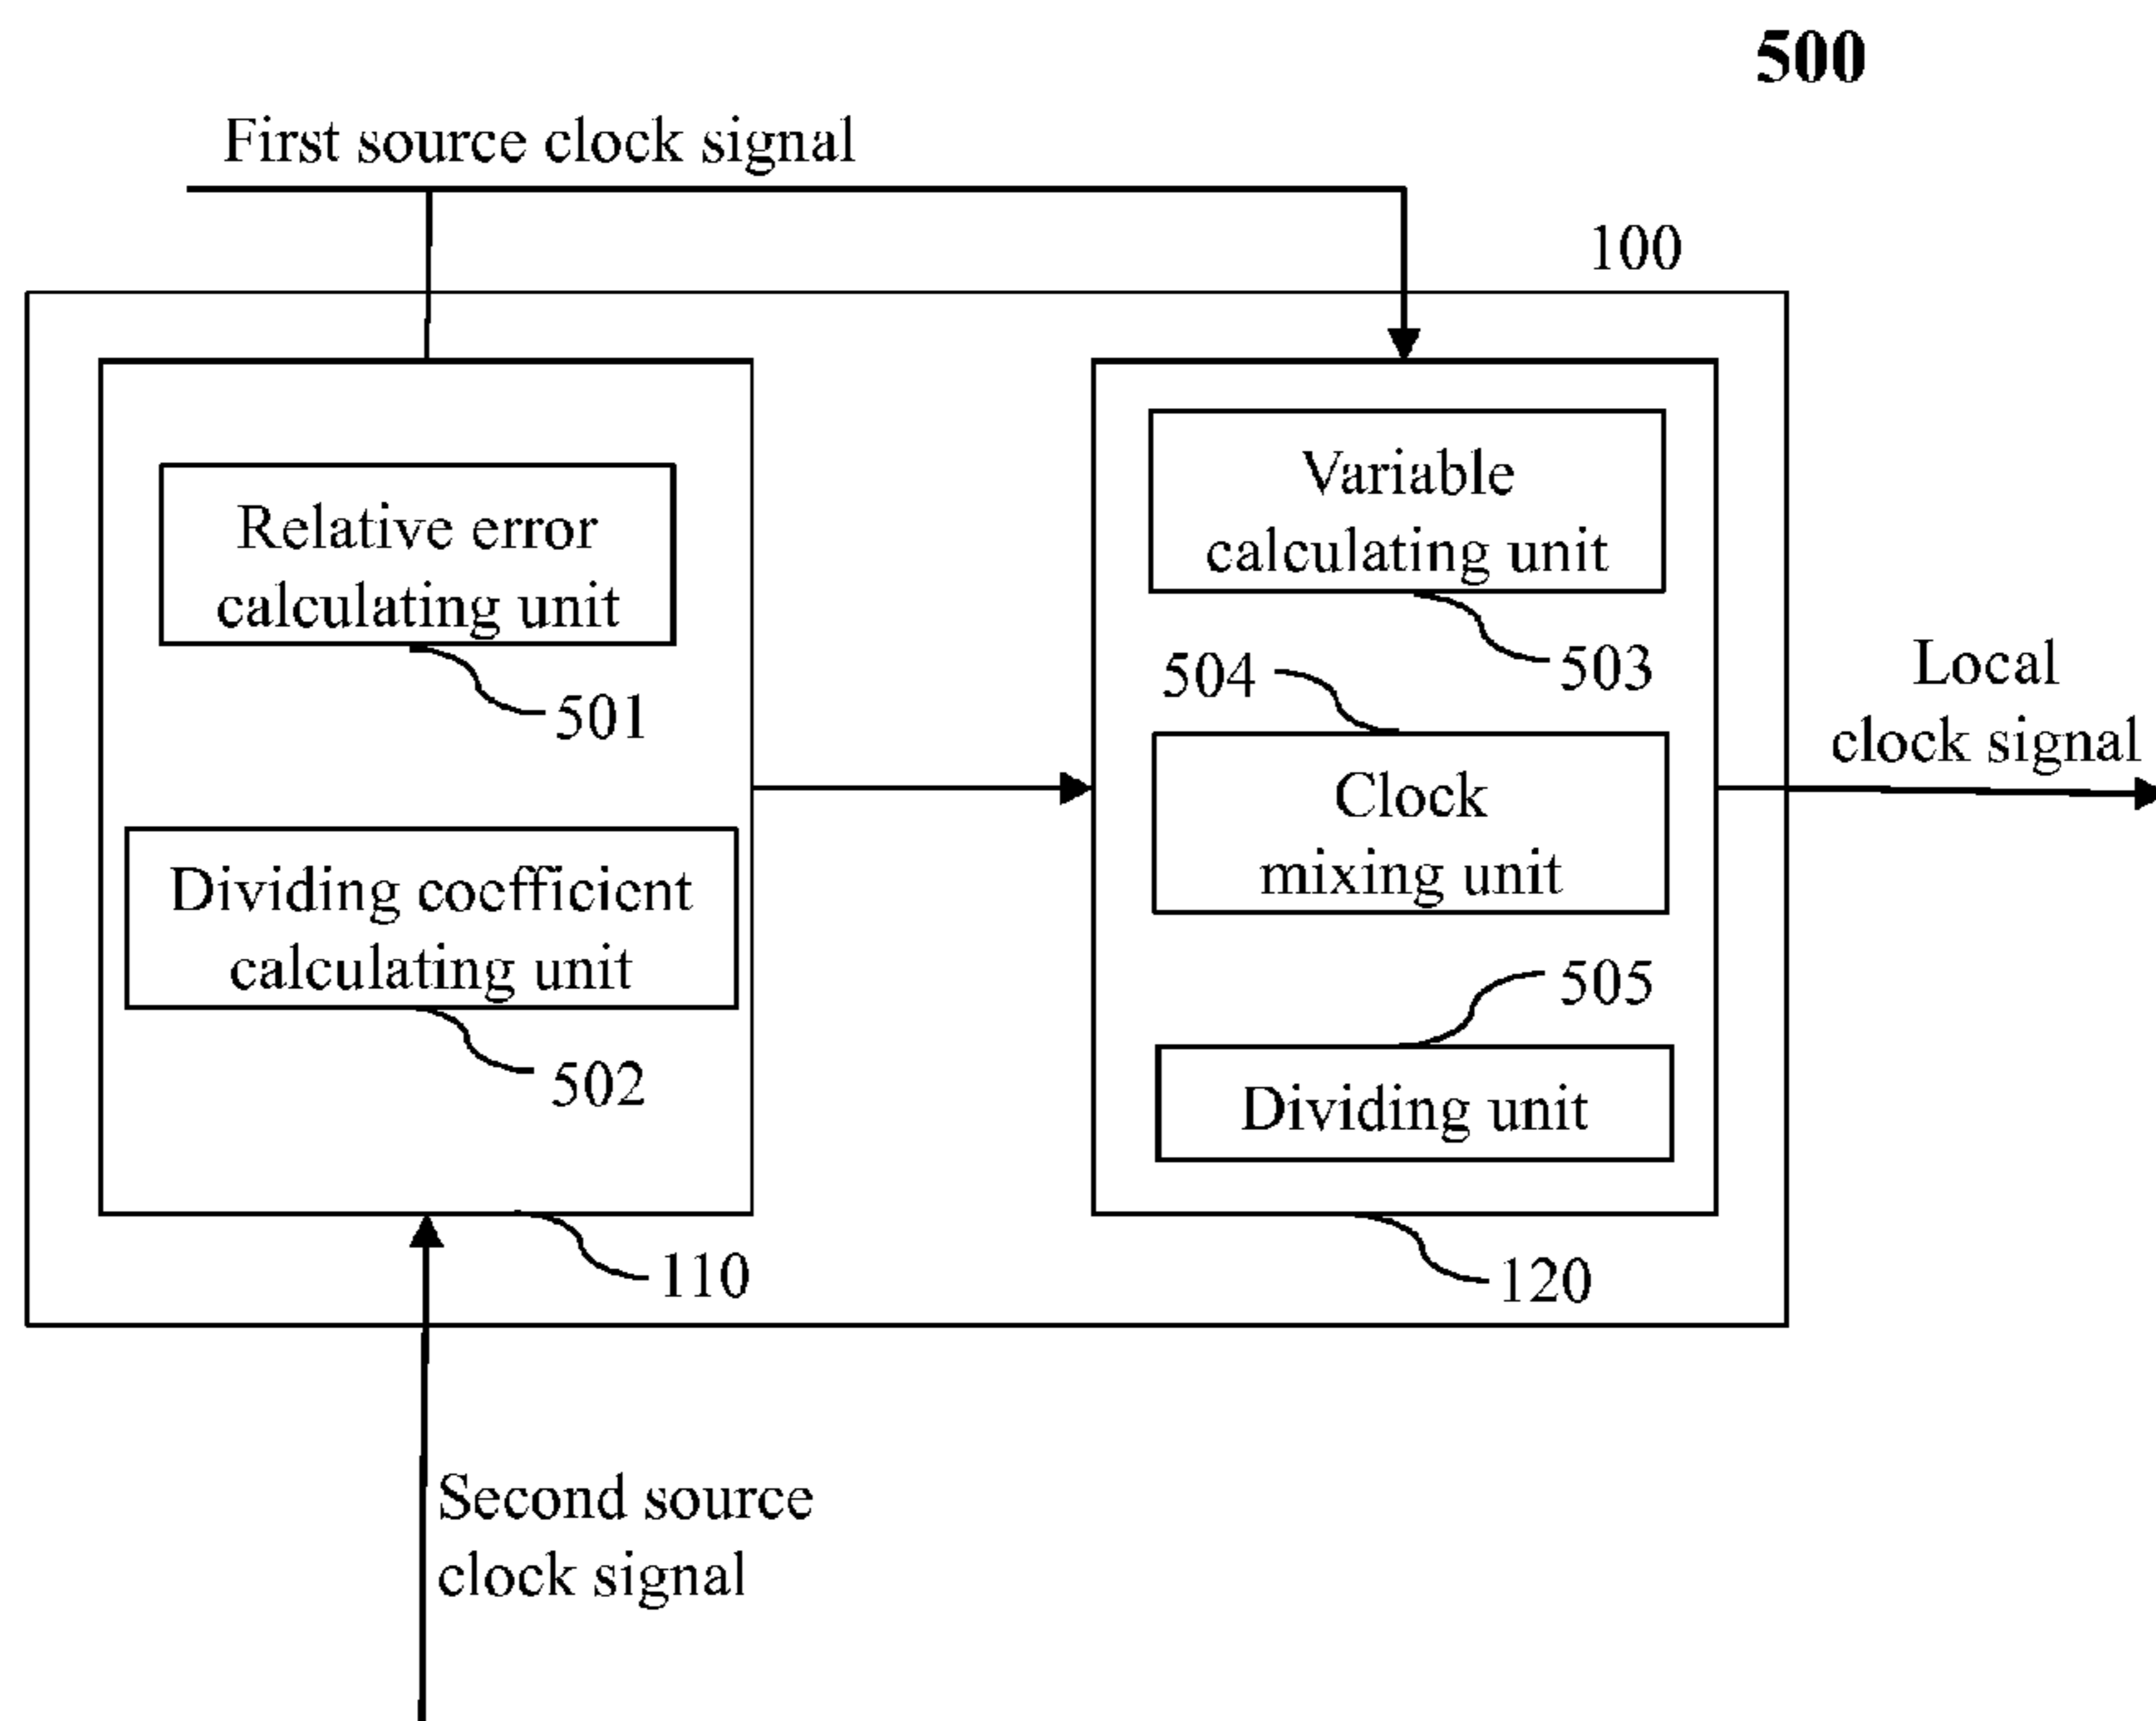 500
First source clock signal
100
Relative error
calculating unit
501
Dividing coefficient
calculating unit
502
110
Variable
calculating unit
503
504
Clock
mixing unit
505
Dividing unit
120
Local
clock signal
Second source
clock signal